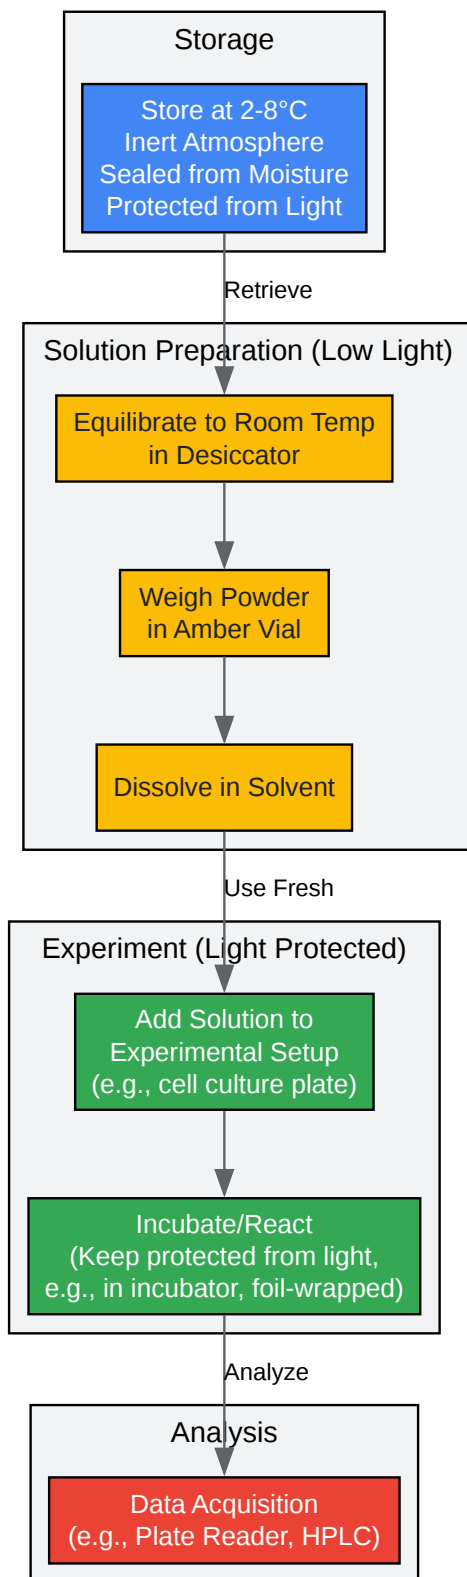 Storage
Store at 2-8°C
Inert Atmosphere
Sealed from Moisture
Protected from Light
Retrieve
Solution Preparation (Low Light)
Equilibrate to Room Temp
in Desiccator
Weigh Powder
in Amber Vial
Dissolve in Solvent
Use Fresh
Experiment (Light Protected)
Add Solution to
Experimental Setup
(e.g., cell culture plate)
Incubate/React
(Keep protected from light,
e.g., in incubator, foil-wrapped)
Analyze
Analysis
Data Acquisition
(e.g., Plate Reader, HPLC)